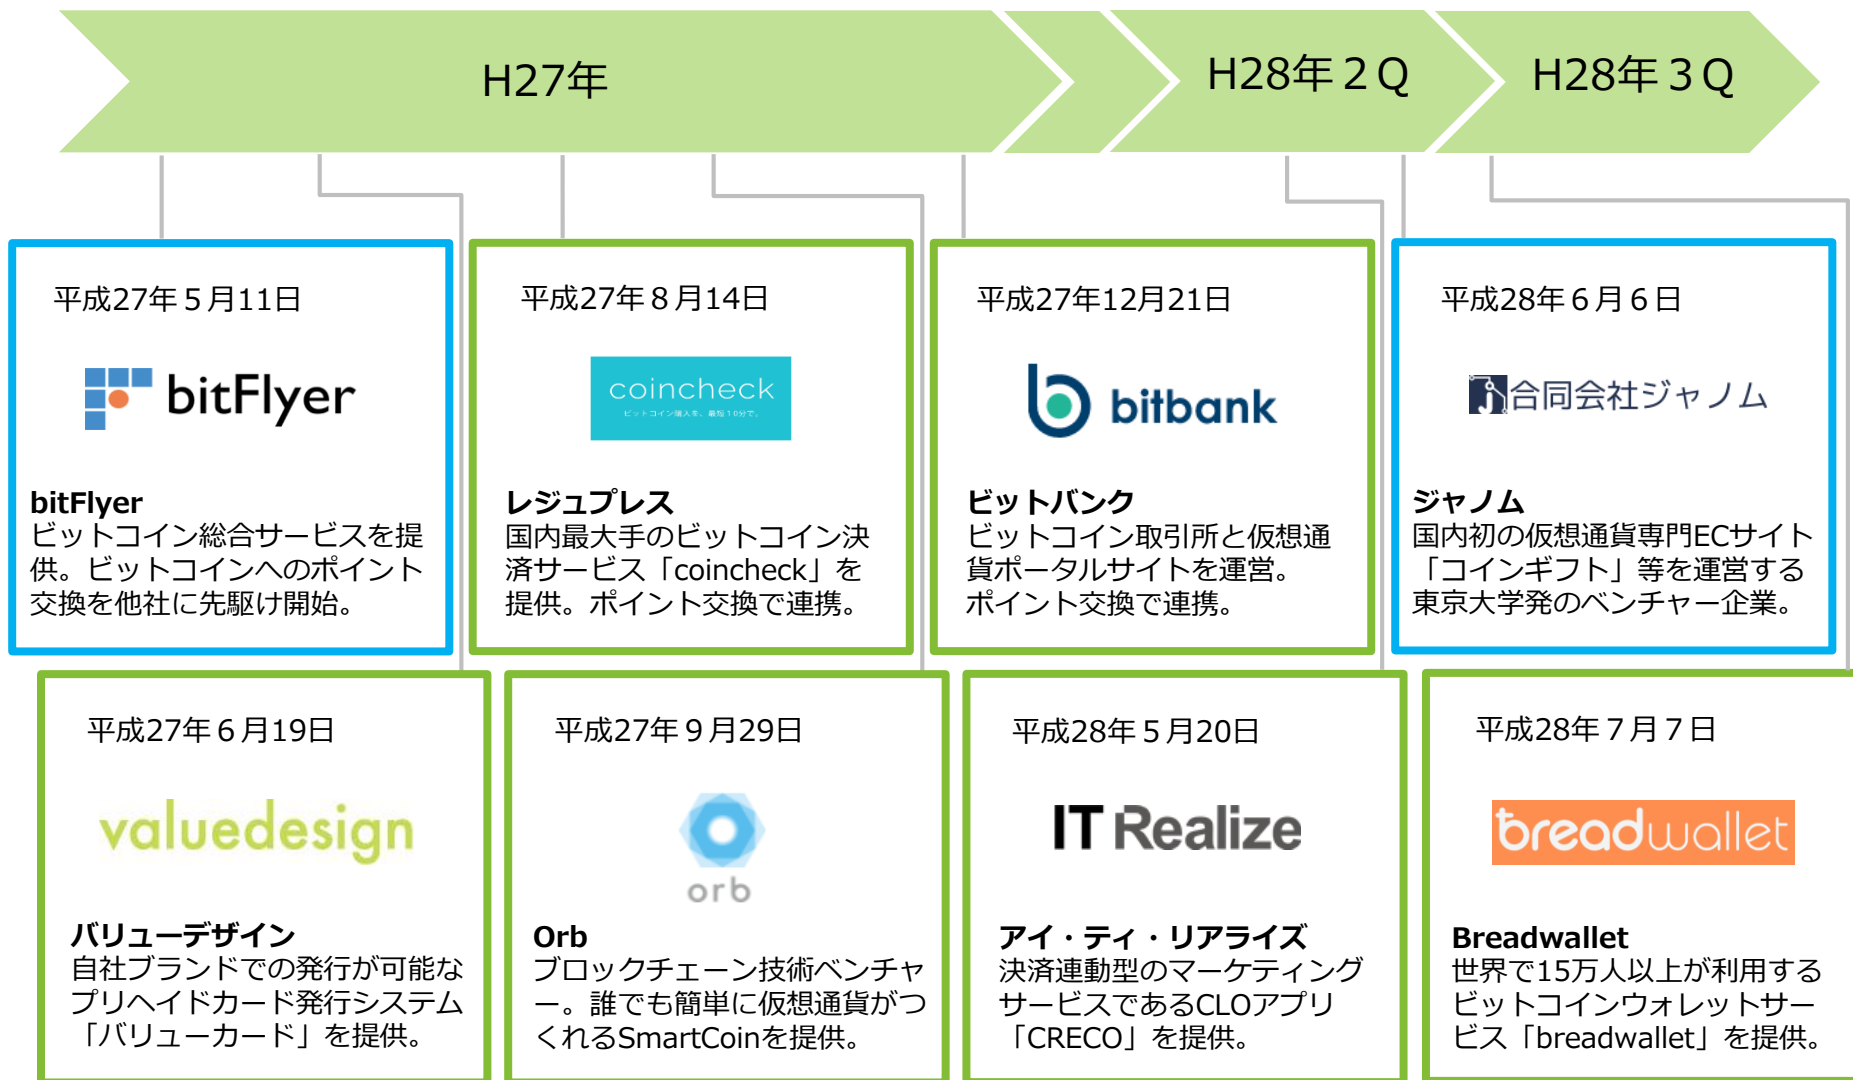 H27年
H28年２Q
H28年３Q
平成27年５月11日
bitFlyer
bitFlyer
ビットコイン総合サービスを提
供。ビットコインへのポイント
交換を他社に先駆け開始。
平成27年８月14日
coincheck
ビットコイン購入を、最短10分で。
レジュプレス
国内最大手のビットコイン決
済サービス「coincheck」を
提供。ポイント交換で連携。
平成27年12月21日
bitbank
ビットバンク
ビットコイン取引所と仮想通
貨ポータルサイトを運営。
ポイント交換で連携。
平成28年６月６日
合同会社ジャノム
ジャノム
国内初の仮想通貨専門ECサイト
「コインギフト」等を運営する
東京大学発のベンチャー企業。
平成27年６月19日
valuedesign
バリューデザイン
自社ブランドでの発行が可能な
プリヘイドカード発行システム
「バリューカード」を提供。
平成27年９月29日
orb
Orb
ブロックチェーン技術ベンチャ
ー。誰でも簡単に仮想通貨がつ
くれるSmartCoinを提供。
平成28年５月20日
IT Realize
アイ・ティ・リアライズ
決済連動型のマーケティング
サービスであるCLOアプリ
「CRECO」を提供。
平成28年７月７日
breadwallet
Breadwallet
世界で15万人以上が利用する
ビットコインウォレットサー
ビス「breadwallet」を提供。